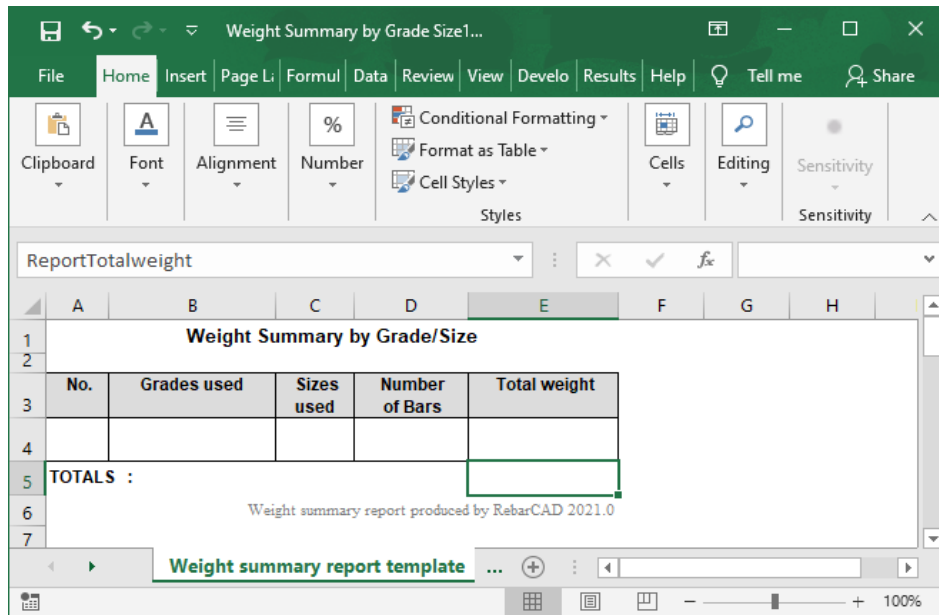 Weight Summary by Grade Size1...
File Home Insert Page L Formul Data Review View Develo Results Help Tell me Share
Conditional Formatting
Format as Table
Cell Styles
Clipboard Font Alignment Number Cells Editing Sensitivity
Styles Sensitivity
ReportTotalweight fx
A B C D E F G H
1 Weight Summary by Grade/Size
2
No. Grades used Sizes Number Total weight
3 used of Bars
4
5 TOTALS :
6 Weight summary report produced by RebarCAD 2021.0
7
Weight summary report template ...
100%